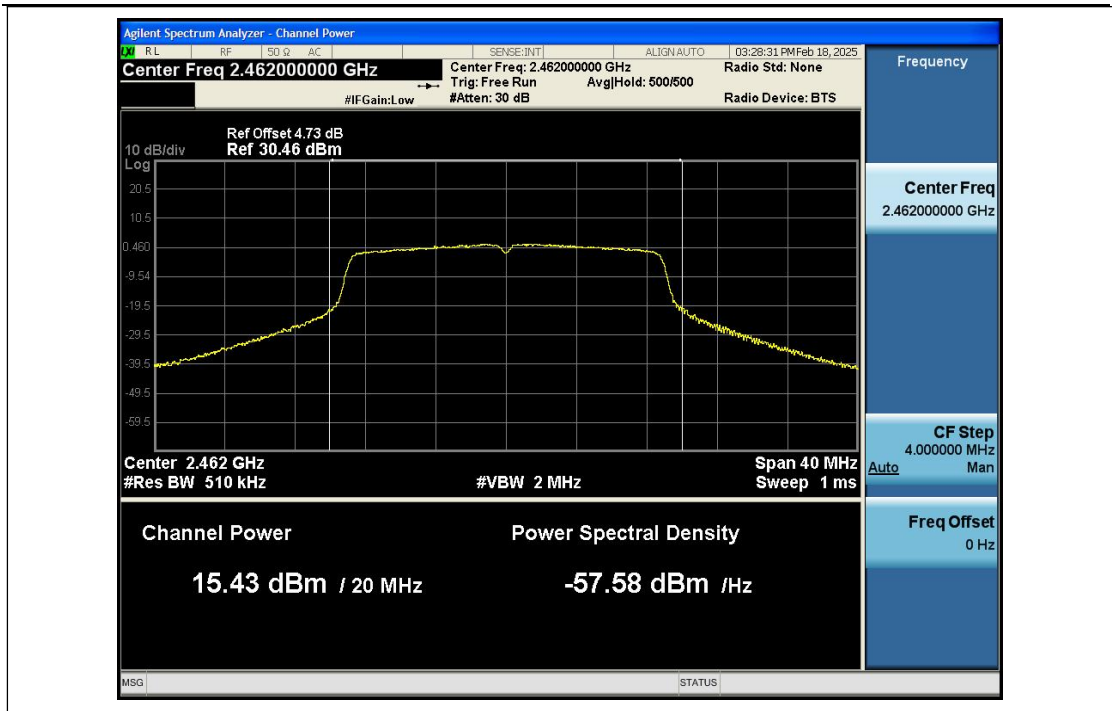 Agilent Spectrum Analyzer - Channel Power
LXI RL RF 50 Ω AC SENSE:INT ALIGN AUTO 03:28:31 PM Feb 18, 2025
Center Freq 2.462000000 GHz
Center Freq: 2.462000000 GHz
Radio Std: None
Trig: Free Run Avg|Hold: 500/500
#IFGain:Low #Atten: 30 dB Radio Device: BTS
Frequency
Ref Offset 4.73 dB
10 dB/div Ref 30.46 dBm
Log
20.5
10.5
0.460
-9.54
-19.5
-29.5
-39.5
-49.5
-59.5
Center 2.462 GHz Span 40 MHz
#Res BW 510 kHz #VBW 2 MHz Sweep 1 ms
Channel Power Power Spectral Density
15.43 dBm / 20 MHz -57.58 dBm /Hz
Center Freq
2.462000000 GHz
CF Step
4.000000 MHz
Auto Man
Freq Offset
0 Hz
MSG STATUS